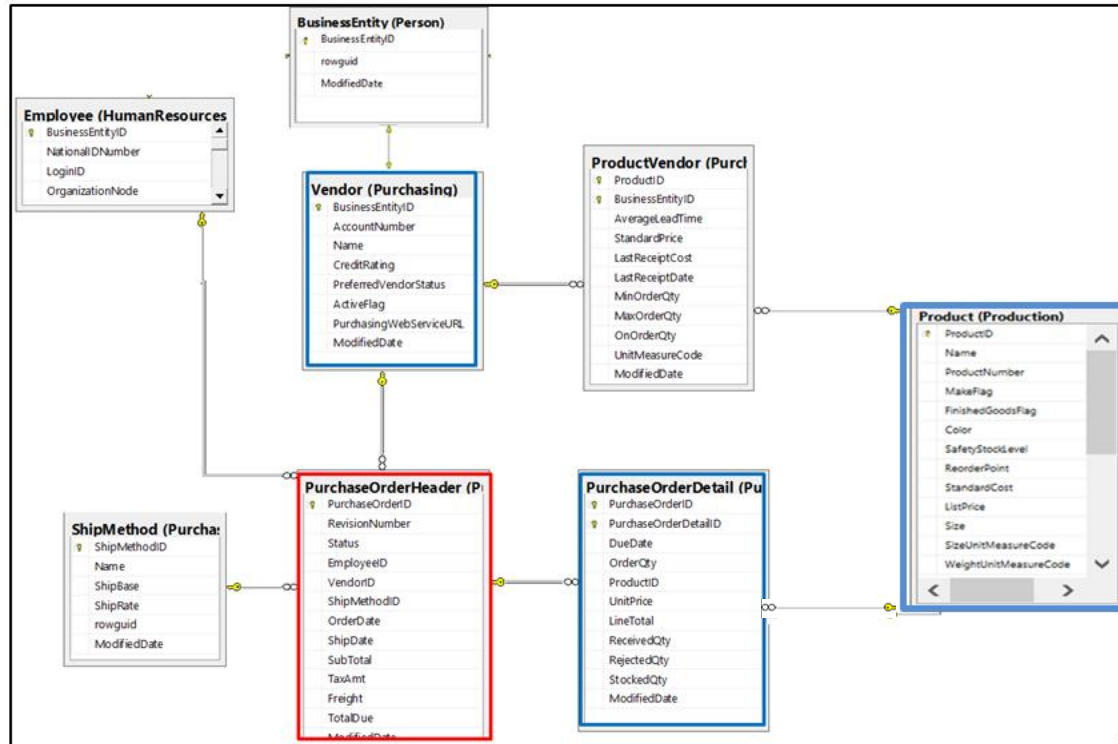 BusinessEntity (Person)
BusinessEntityID
rowguid
ModifiedDate
Employee (HumanResources
BusinessEntityID
NationalIDNumber
LoginID
OrganizationNode
Vendor (Purchasing)
BusinessEntityID
AccountNumber
Name
CreditRating
PreferredVendorStatus
ActiveFlag
PurchasingWebServiceURL
ModifiedDate
ProductVendor (Purch
ProductID
BusinessEntityID
AverageLeadTime
StandardPrice
LastReceiptCost
LastReceiptDate
MinOrderQty
MaxOrderQty
OnOrderQty
UnitMeasureCode
ModifiedDate
Product (Production)
ProductID
Name
ProductNumber
MakeFlag
FinishedGoodsFlag
Color
SafetyStockLevel
ReorderPoint
StandardCost
ListPrice
Size
SizeUnitMeasureCode
WeightUnitMeasureCode
ShipMethod (Purchas
ShipMethodID
Name
ShipBase
ShipRate
rowguid
ModifiedDate
PurchaseOrderHeader (P
PurchaseOrderID
RevisionNumber
Status
EmployeeID
VendorID
ShipMethodID
OrderDate
ShipDate
SubTotal
TaxAmt
Freight
TotalDue
ModifiedDate
PurchaseOrderDetail (Pu
PurchaseOrderID
PurchaseOrderDetailID
DueDate
OrderQty
ProductID
UnitPrice
LineTotal
ReceivedQty
RejectedQty
StockedQty
ModifiedDate